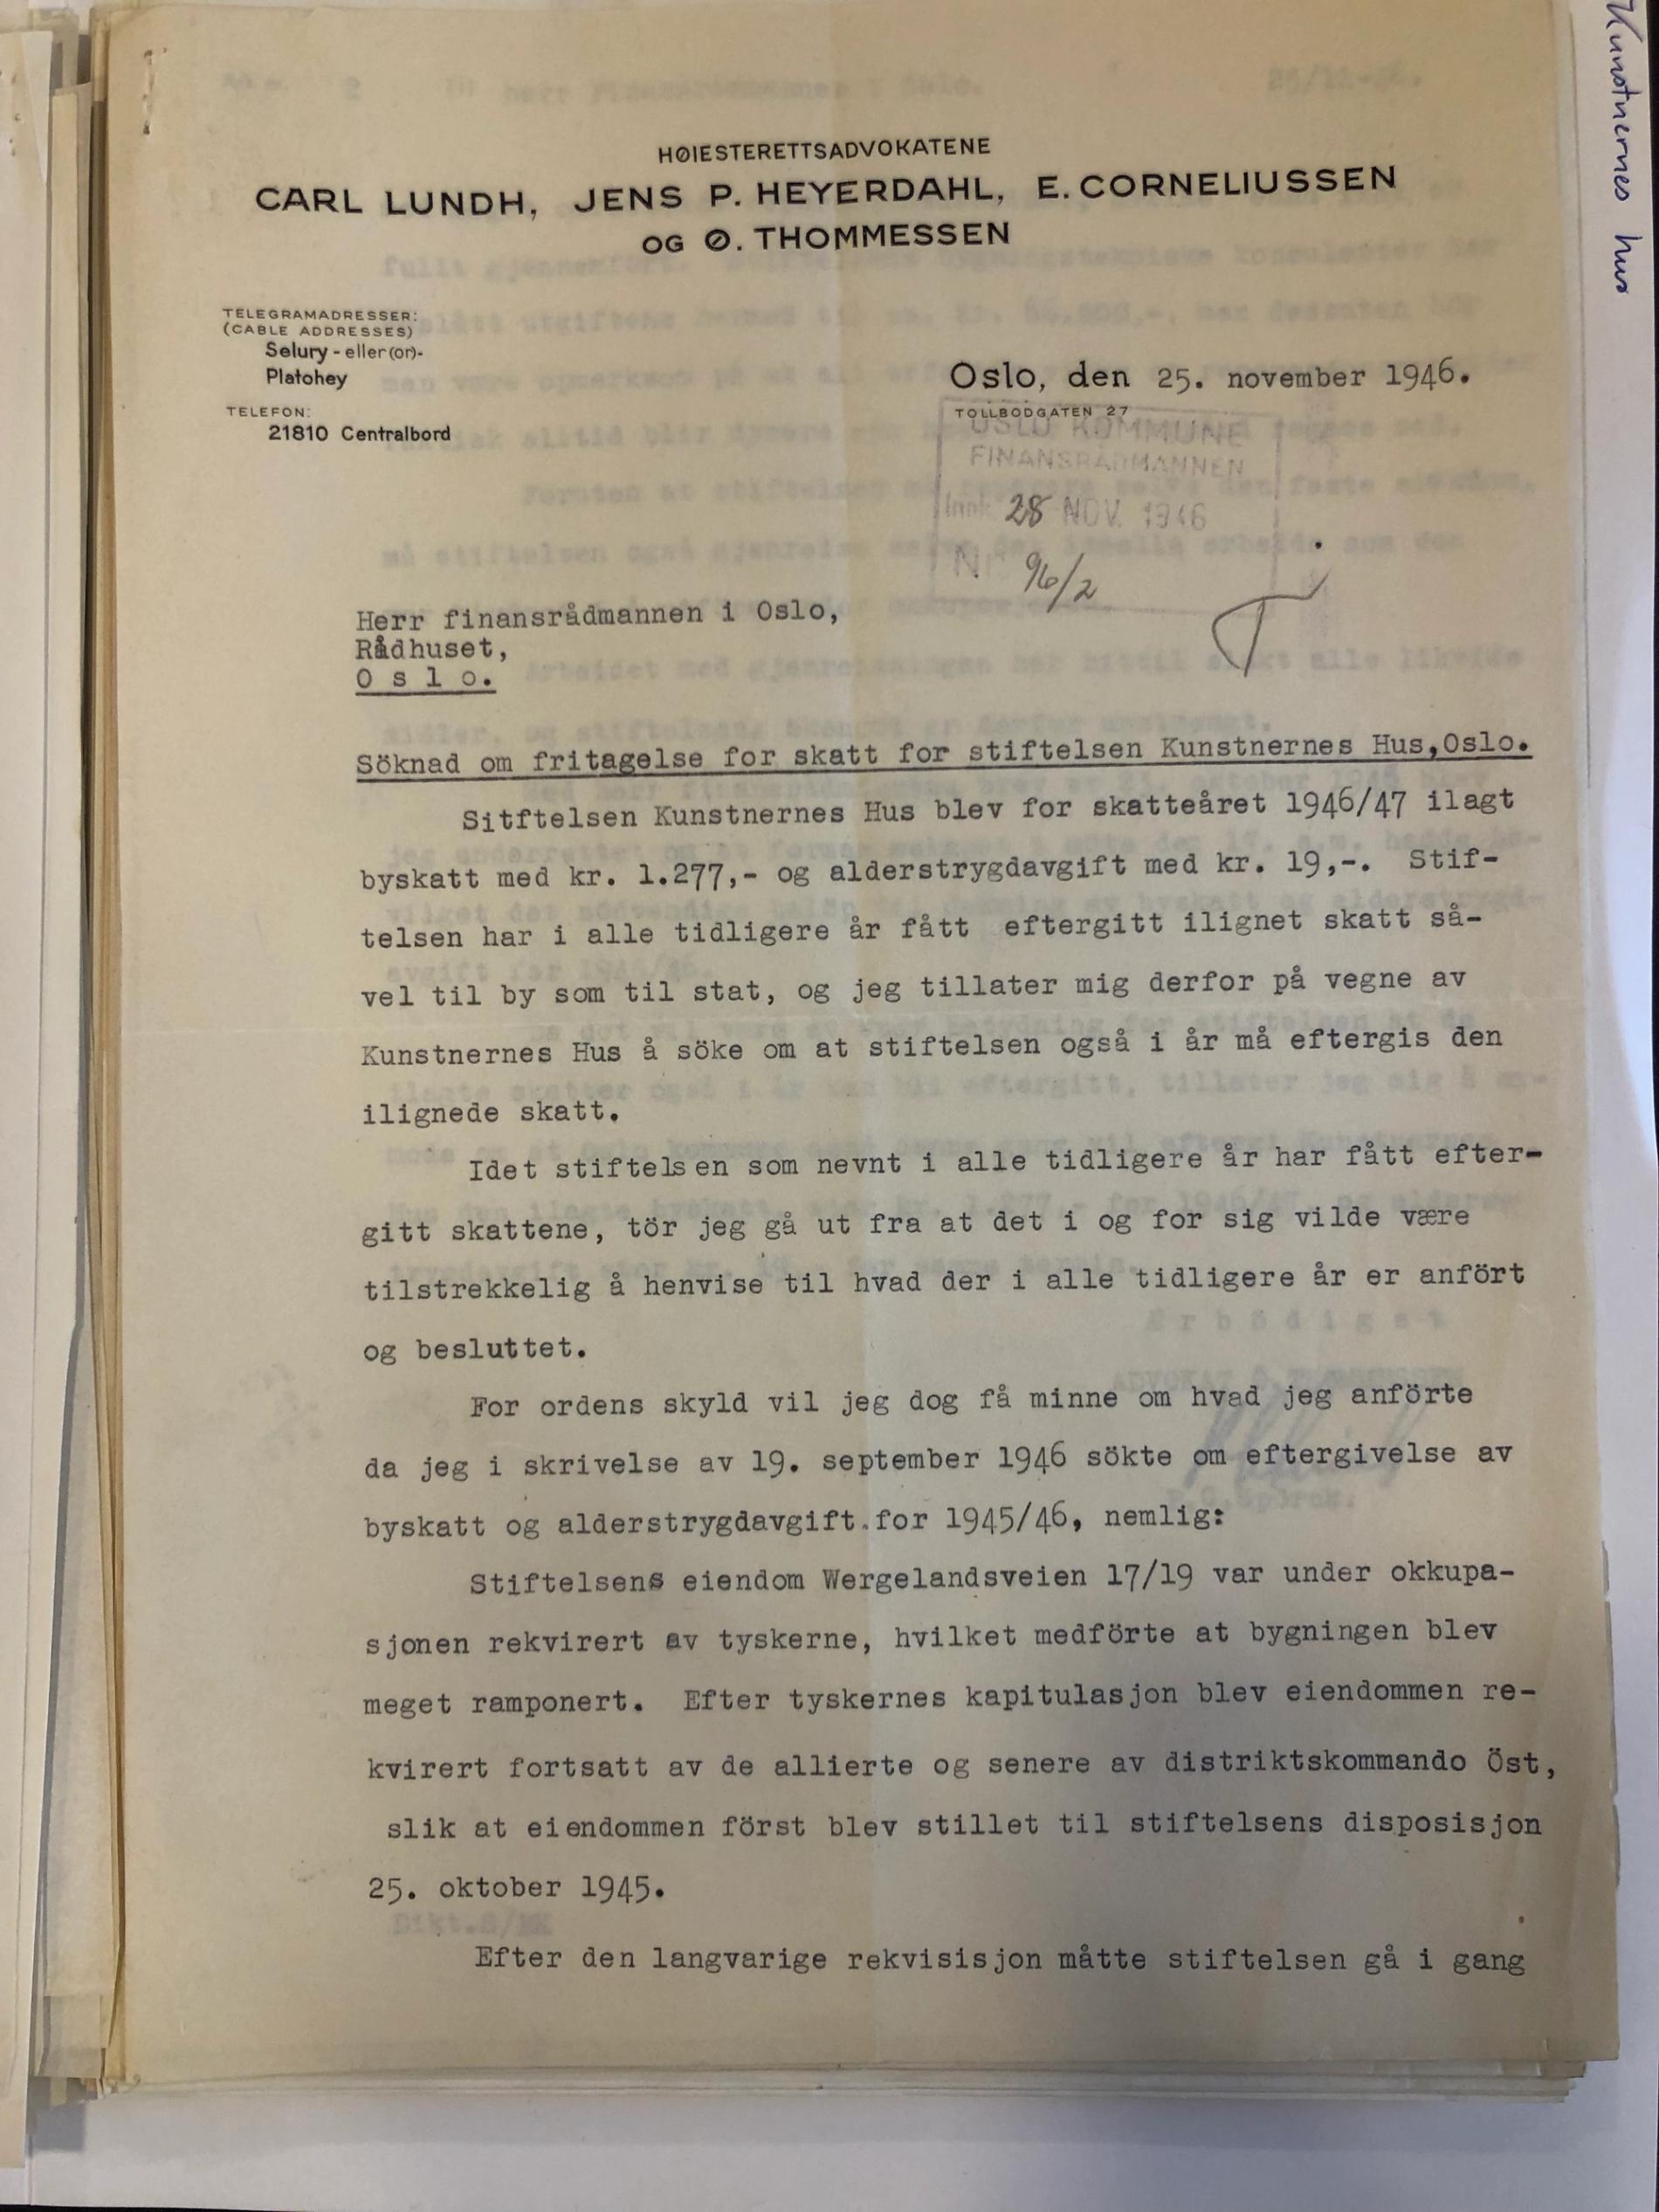 Kunstnernes hus
HØIESTERETTSADVOKATENE
CARL LUNDH, JENS P. HEYERDAHL, E. CORNELIUSSEN
OG Ø. THOMMESSEN
TELEGRAMADRESSER:
(CABLE ADDRESSES)
Selury - eller (or)-
Platohey
TELEFON:
21810 Centralbord
Oslo, den 25. november 1946.
TOLLBODGATEN 27
OSLO KOMMUNE
FINANSRÅDMANNEN
Innk 28 NOV. 1946
Nr 96/2
Herr finansrådmannen i Oslo,
Rådhuset,
O s l o.
Söknad om fritagelse for skatt for stiftelsen Kunstnernes Hus,Oslo.
Sitftelsen Kunstnernes Hus blev for skatteåret 1946/47 ilagt
byskatt med kr. 1.277,- og alderstrygdavgift med kr. 19,-. Stif-
telsen har i alle tidligere år fått eftergitt ilignet skatt så-
vel til by som til stat, og jeg tillater mig derfor på vegne av
Kunstnernes Hus å söke om at stiftelsen også i år må eftergis den
ilignede skatt.
Idet stiftelsen som nevnt i alle tidligere år har fått efter-
gitt skattene, tör jeg gå ut fra at det i og for sig vilde være
tilstrekkelig å henvise til hvad der i alle tidligere år er anfört
og besluttet.
For ordens skyld vil jeg dog få minne om hvad jeg anförte
da jeg i skrivelse av 19. september 1946 sökte om eftergivelse av
byskatt og alderstrygdavgift.for 1945/46, nemlig:
Stiftelsens eiendom Wergelandsveien 17/19 var under okkupa-
sjonen rekvirert av tyskerne, hvilket medförte at bygningen blev
meget ramponert. Efter tyskernes kapitulasjon blev eiendommen re-
kvirert fortsatt av de allierte og senere av distriktskommando Öst,
slik at eiendommen först blev stillet til stiftelsens disposisjon
25. oktober 1945.
Efter den langvarige rekvisisjon måtte stiftelsen gå i gang